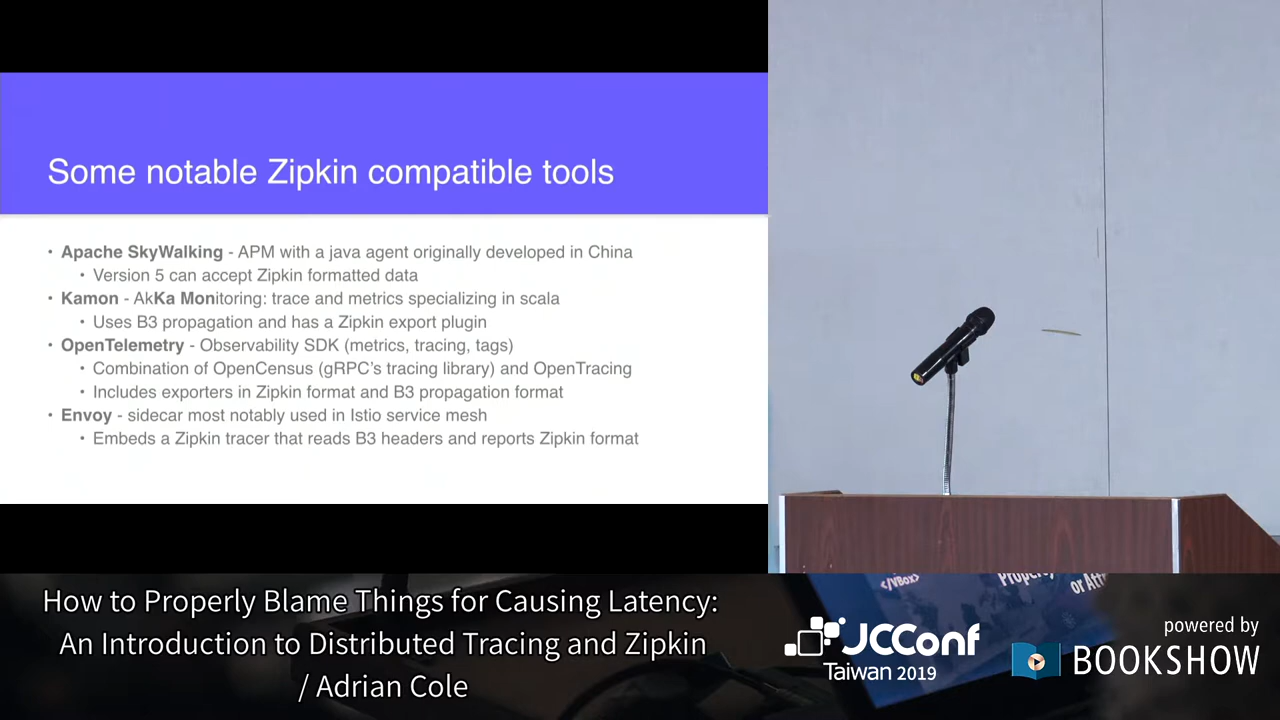 Some notable Zipkin compatible tools
• Apache SkyWalking - APM with a java agent originally developed in China
• Version 5 can accept Zipkin formatted data
• Kamon - AkKa Monitoring: trace and metrics specializing in scala
• Uses B3 propagation and has a Zipkin export plugin
• OpenTelemetry - Observability SDK (metrics, tracing, tags)
• Combination of OpenCensus (gRPC's tracing library) and OpenTracing
• Includes exporters in Zipkin format and B3 propagation format
• Envoy - sidecar most notably used in Istio service mesh
• Embeds a Zipkin tracer that reads B3 headers and reports Zipkin format
How to Properly Blame Things for Causing Latency:
An Introduction to Distributed Tracing and Zipkin
/ Adrian Cole
</VBox>
JCConf
Taiwan 2019
powered by
BOOKSHOW